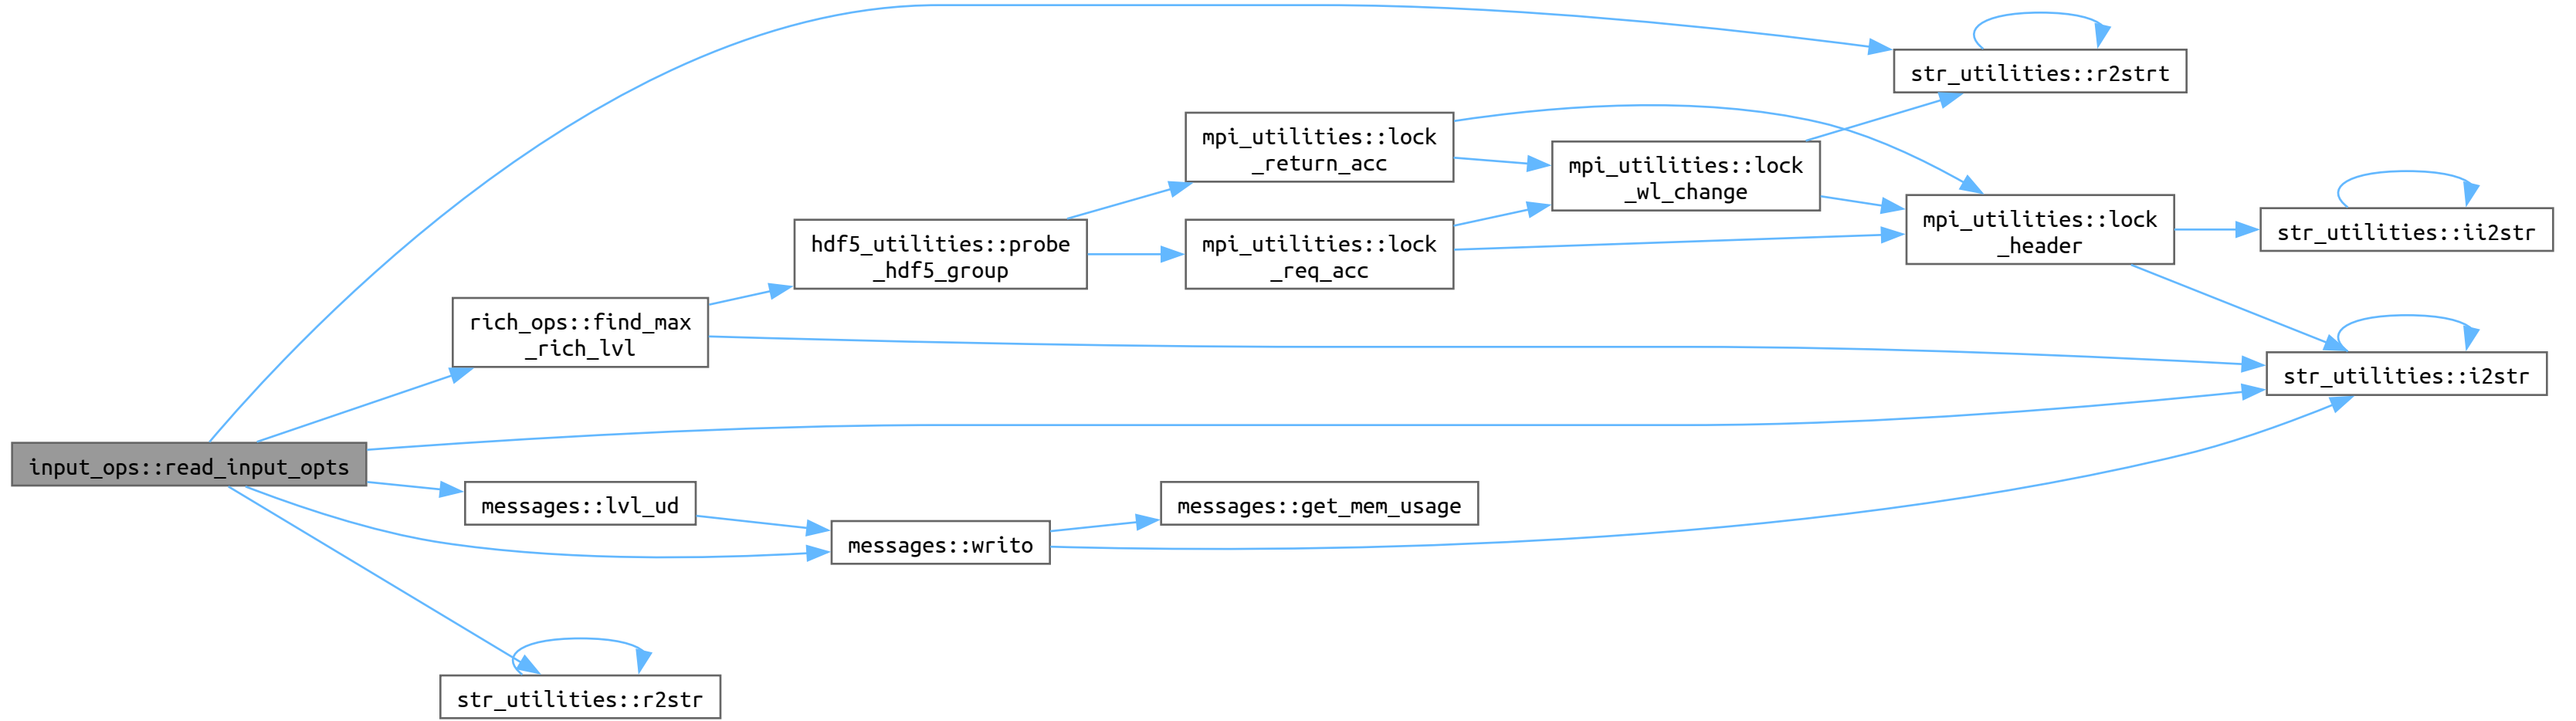 input_ops::read_input_opts
str_utilities::r2strt
rich_ops::find_max
_rich_lvl
hdf5_utilities::probe
_hdf5_group
mpi_utilities::lock
_return_acc
mpi_utilities::lock
_req_acc
mpi_utilities::lock
_wl_change
mpi_utilities::lock
_header
str_utilities::ii2str
str_utilities::i2str
messages::lvl_ud
messages::writo
messages::get_mem_usage
str_utilities::r2str